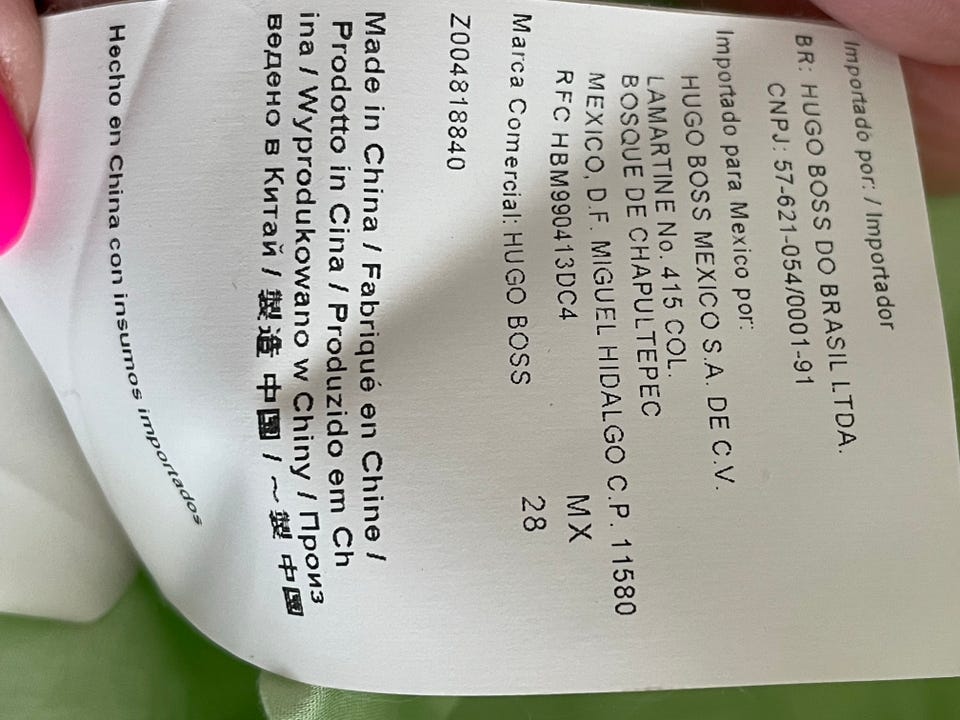 Importado por: / Importador
BR: HUGO BOSS DO BRASIL LTDA.
CNPJ: 57-621-054/0001-91
Importado para Mexico por:
HUGO BOSS MEXICO S.A. DE C.V.
LAMARTINE No. 415 COL.
BOSQUE DE CHAPULTEPEC
MEXICO, D.F. MIGUEL HIDALGO C.P. 11580
RFC HBM990413DC4 MX
Marca Comercial: HUGO BOSS 28
Z004818840
Made in China / Fabriqué en Chine /
Prodotto in Cina / Produzido em Ch
ina / Wyprodukowano w Chiny / Произ
ведено в Китай / 製造 中國 / ~ 製 中國
Hecho en China con insumos importados